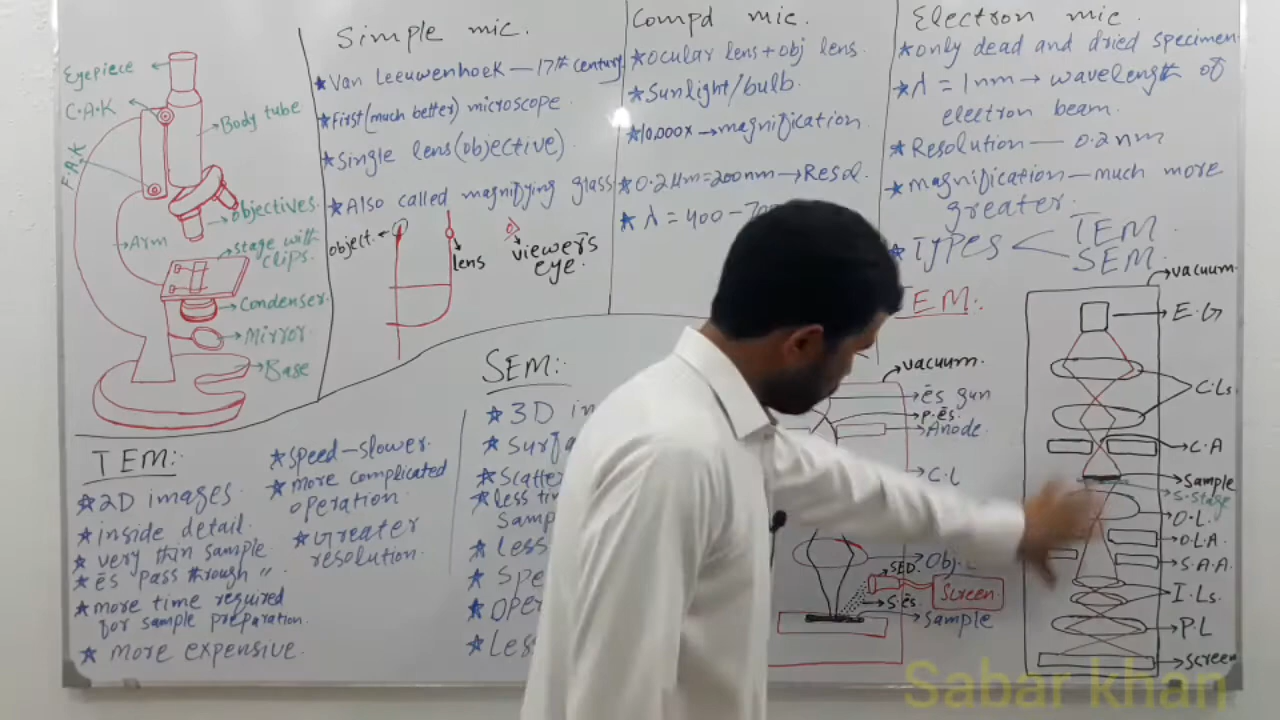 Simple mic.
★Van Leeuwenhoek — 17th century
★First (much better) microscope
★Single lens (objective)
★Also called magnifying glass
object.
lens
viewer's
eye.
Compd mic.
★Ocular lens + obj lens
★Sunlight/bulb.
★10,000x → magnification
★0.2μm=200nm → Resol.
★λ = 400 - 700
Electron mic.
★Only dead and dried specimen
★λ = 1nm → wavelength of
electron beam.
★Resolution — 0.2nm
★magnification — much more
greater.
★Types
TEM
SEM
Eyepiece
C.A.K
F.A.K
Body tube
Arm
objectives.
stage with
clips.
Condenser
Mirror
Base
TEM:-
★2D images.
★inside detail.
★very thin sample
★ēs pass through "
★more time required
for sample preparation.
★More expensive.
★Speed—slower.
★more complicated
operation.
★Greater
resolution.
SEM:-
★3D
★Surfa
★Scatte
★less
Samp
★Less
★Spe
★Oper
★Less
EM:
vacuum.
ēs gun
P.ēs.
Anode.
C.L
Obj.
SED.
Screen
S.ēs
Sample
vacuum.
E.G
C.Ls
C.A
Sample
S.stage
O.L.
O.L.A.
S.A.A.
I.Ls.
P.L
Screen
Sabar khan